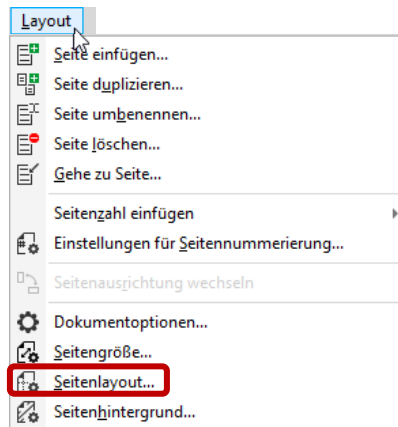 Layout
Seite einfügen...
Seite duplizieren...
Seite umbenennen...
Seite löschen...
Gehe zu Seite...
Seitenzahl einfügen
Einstellungen für Seitennummerierung...
Seitenausrichtung wechseln
Dokumentoptionen...
Seitengröße...
Seitenlayout...
Seitenhintergrund...